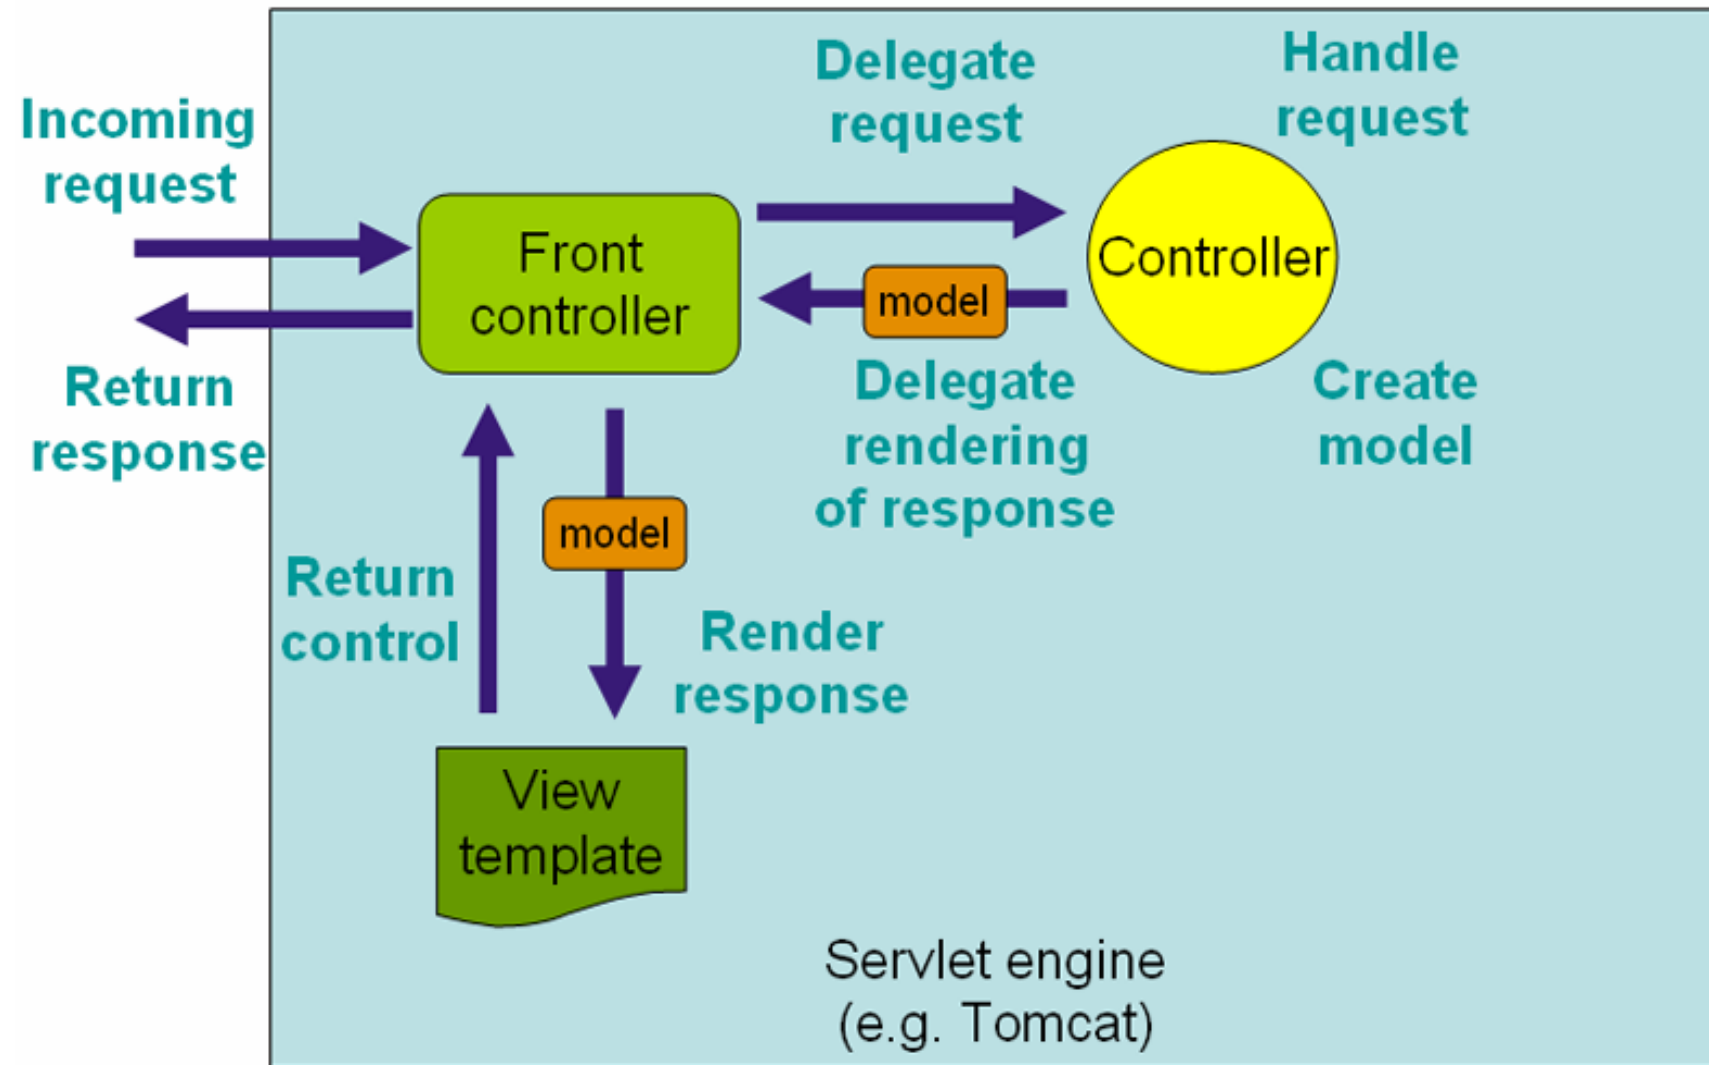 Incoming
request
Return
response
Delegate
request
Handle
request
Front
controller
Controller
model
Delegate
rendering
of response
Create
model
model
Return
control
Render
response
View
template
Servlet engine
(e.g. Tomcat)